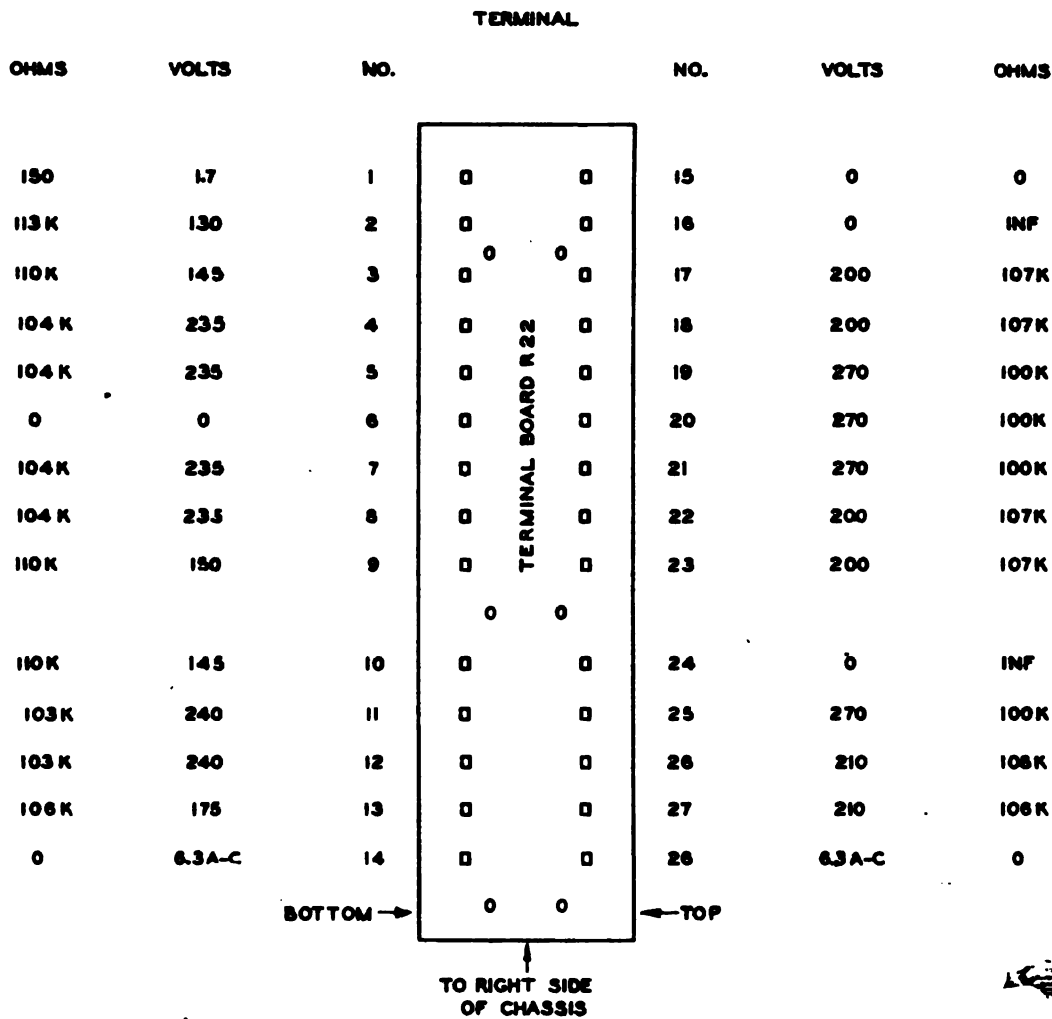 TERMINAL
OHMS VOLTS NO. NO. VOLTS OHMS
150 1.7 1 15 0 0
113K 130 2 16 0 INF
110K 145 3 17 200 107K
104K 235 4 18 200 107K
104K 235 5 19 270 100K
0 0 6 20 270 100K
104K 235 7 21 270 100K
104K 235 8 22 200 107K
110K 150 9 23 200 107K
TERMINAL BOARD R22
110K 145 10 24 0 INF
103K 240 11 25 270 100K
103K 240 12 26 210 106K
106K 175 13 27 210 106K
0 6.3A-C 14 28 6.3A-C 0
BOTTOM TOP
TO RIGHT SIDE
OF CHASSIS